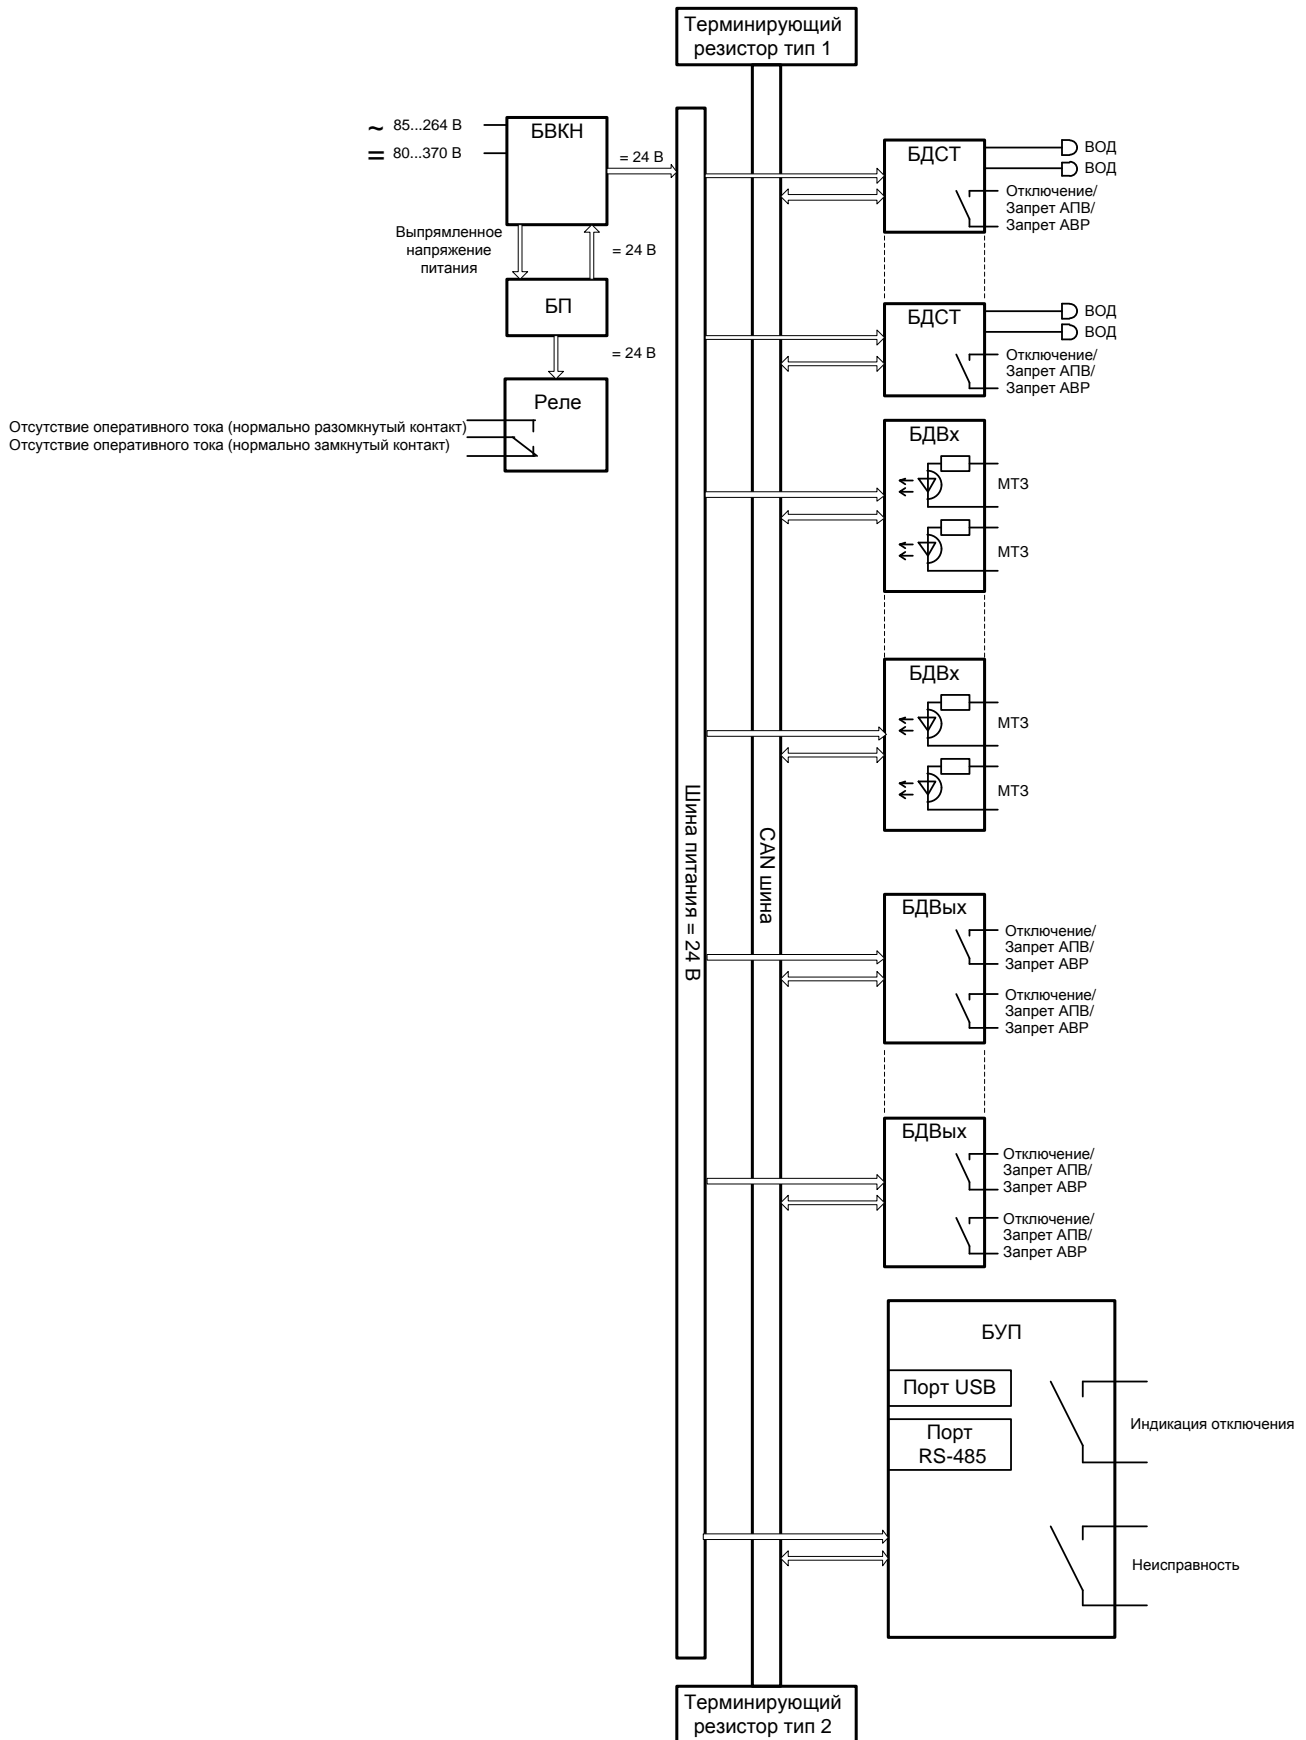 Терминирующий
резистор тип 1
~ 85...264 В
= 80...370 В
БВКН
= 24 В
Выпрямленное
напряжение
питания
= 24 В
БП
= 24 В
Реле
Отсутствие оперативного тока (нормально разомкнутый контакт)
Отсутствие оперативного тока (нормально замкнутый контакт)
Шина питания = 24 В
CAN шина
БДСТ
ВОД
ВОД
Отключение/
Запрет АПВ/
Запрет АВР
БДСТ
ВОД
ВОД
Отключение/
Запрет АПВ/
Запрет АВР
БДВх
МТЗ
МТЗ
БДВх
МТЗ
МТЗ
БДВых
Отключение/
Запрет АПВ/
Запрет АВР
Отключение/
Запрет АПВ/
Запрет АВР
БДВых
Отключение/
Запрет АПВ/
Запрет АВР
Отключение/
Запрет АПВ/
Запрет АВР
БУП
Порт USB
Порт
RS-485
Индикация отключения
Неисправность
Терминирующий
резистор тип 2